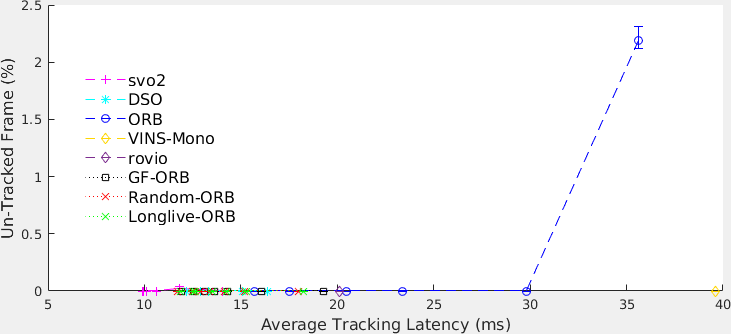 2.5
2
1.5
1
0.5
0
Un-Tracked Frame (%)
svo2
DSO
ORB
VINS-Mono
rovio
GF-ORB
Random-ORB
Longlive-ORB
5 10 15 20 25 30 35 40
Average Tracking Latency (ms)